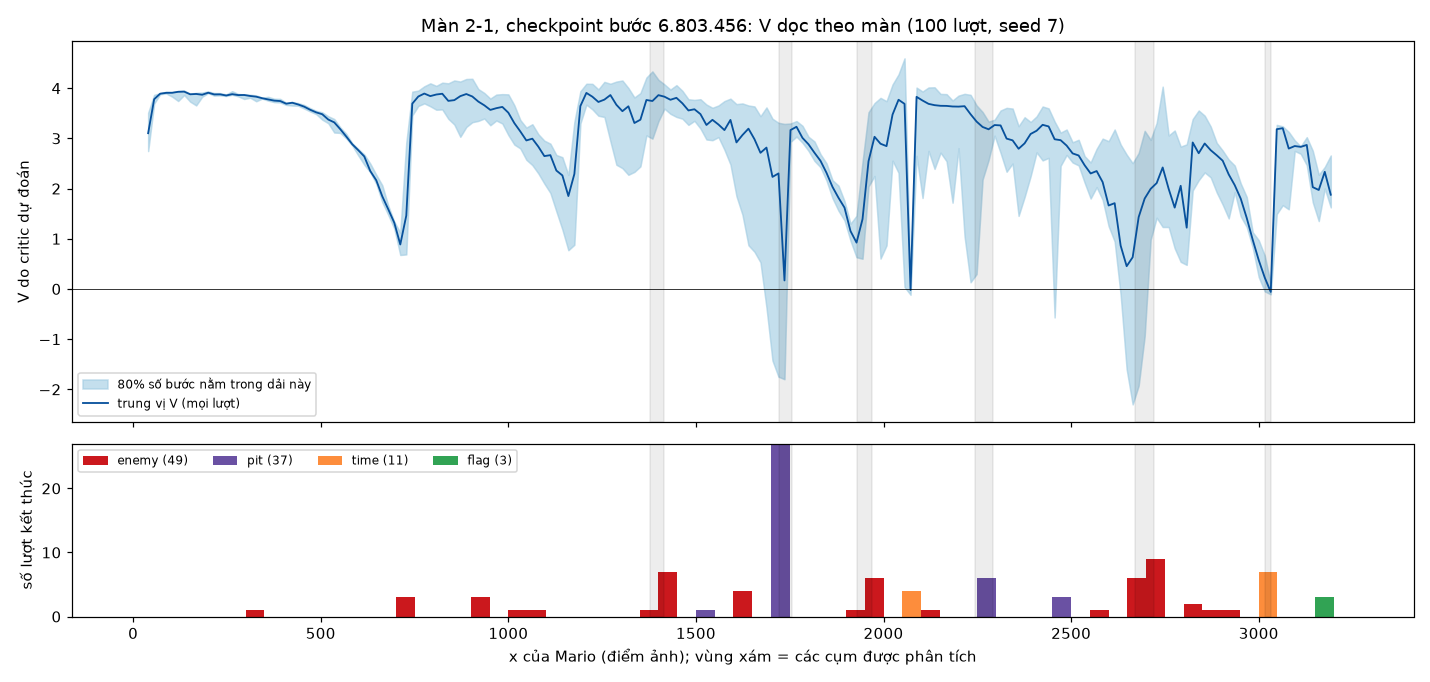 Màn 2-1, checkpoint bước 6.803.456: V dọc theo màn (100 lượt, seed 7)
V do critic dự đoán
4
3
2
1
0
−1
−2
80% số bước nằm trong dải này
trung vị V (mọi lượt)
số lượt kết thúc
20
10
0
enemy (49)
pit (37)
time (11)
flag (3)
0
500
1000
1500
2000
2500
3000
x của Mario (điểm ảnh); vùng xám = các cụm được phân tích